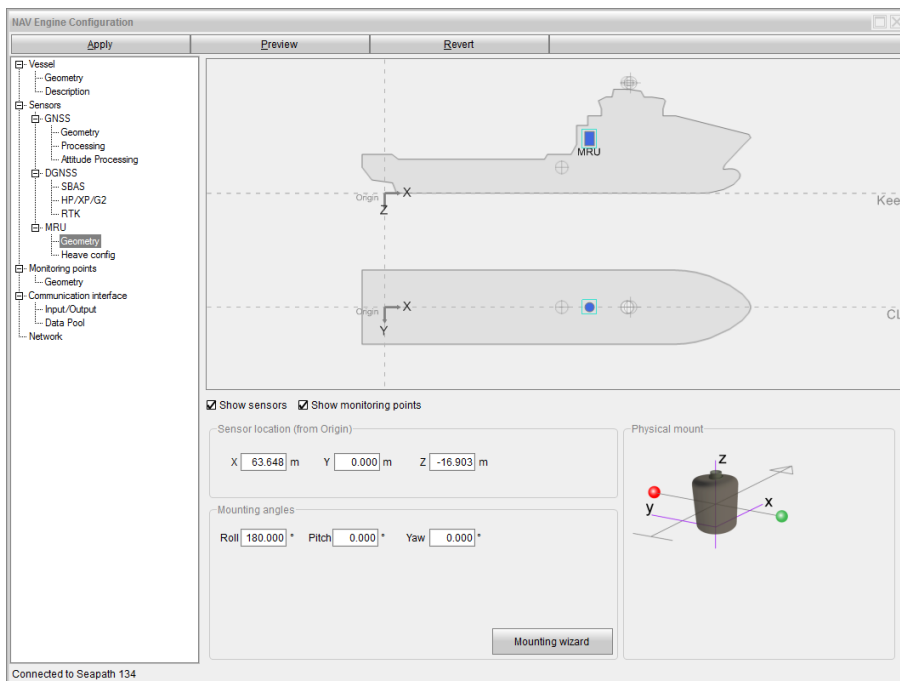 NAV Engine Configuration
Apply Preview Revert
Vessel
Geometry
Description
Sensors
GNSS
Geometry
Processing
Attitude Processing
DGNSS
SBAS
HP/XP/G2
RTK
MRU
Geometry
Heave config
Monitoring points
Geometry
Communication interface
Input/Output
Data Pool
Network
MRU
Origin X
Z
Kee
Origin X
Y
CL
Show sensors Show monitoring points
Sensor location (from Origin)
X 63.648 m Y 0.000 m Z -16.903 m
Mounting angles
Roll 180.000 ° Pitch 0.000 ° Yaw 0.000 °
Mounting wizard
Physical mount
z
x
y
Connected to Seapath 134